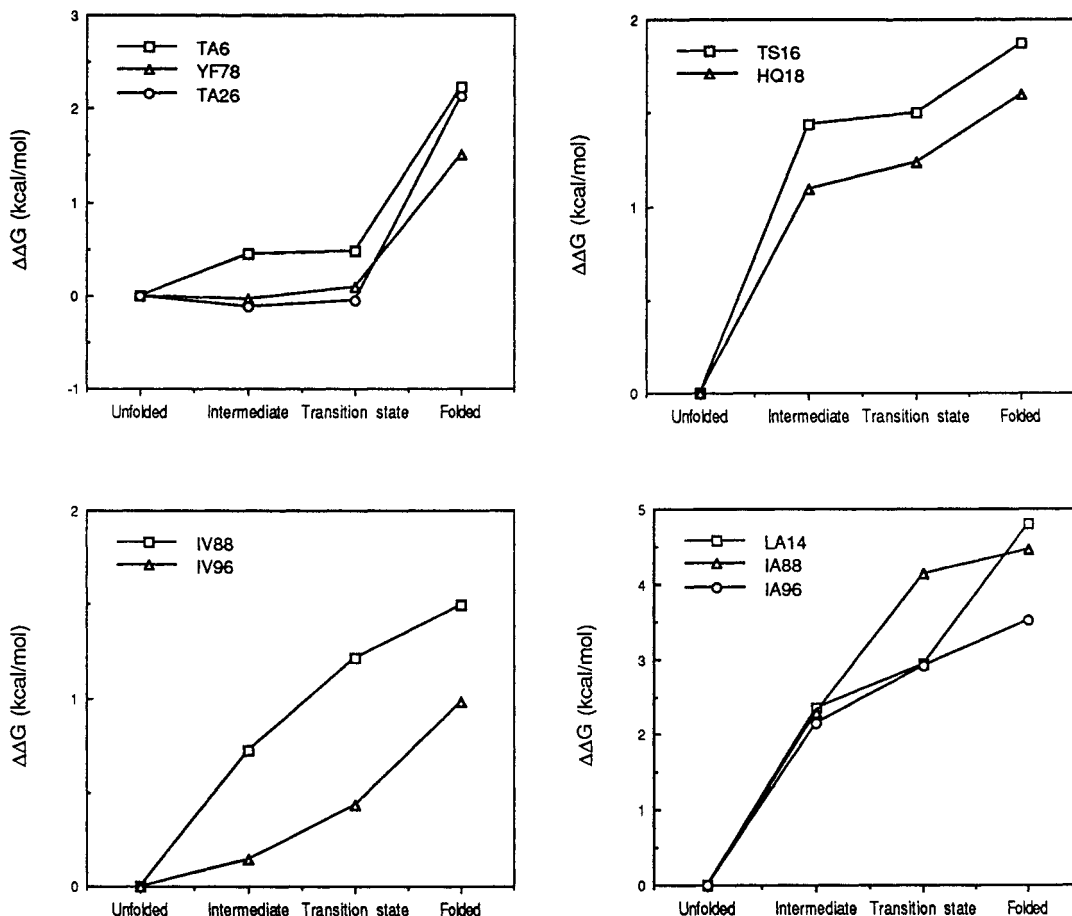 3
2
1
0
-1
ΔΔG (kcal/mol)
TA6
YF78
TA26
Unfolded Intermediate Transition state Folded
2
1
0
ΔΔG (kcal/mol)
TS16
HQ18
Unfolded Intermediate Transition state Folded
2
1
0
ΔΔG (kcal/mol)
IV88
IV96
Unfolded Intermediate Transition state Folded
5
4
3
2
1
0
ΔΔG (kcal/mol)
LA14
IA88
IA96
Unfolded Intermediate Transition state Folded